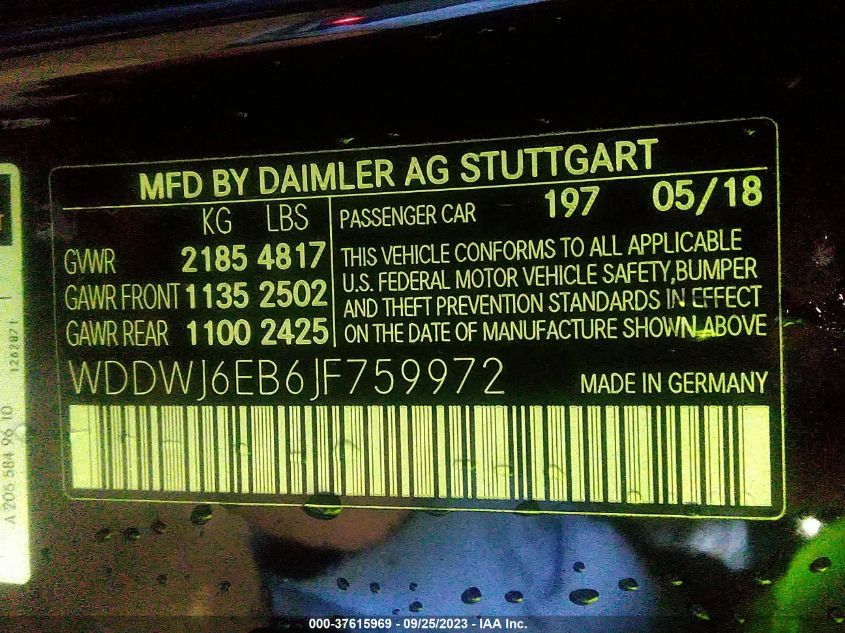 MFD BY DAIMLER AG STUTTGART
KG LBS
GVWR 2185 4817
GAWR FRONT 1135 2502
GAWR REAR 1100 2425
PASSENGER CAR 197 05/18
THIS VEHICLE CONFORMS TO ALL APPLICABLE
U.S. FEDERAL MOTOR VEHICLE SAFETY,BUMPER
AND THEFT PREVENTION STANDARDS IN EFFECT
ON THE DATE OF MANUFACTURE SHOWN ABOVE
WDDWJ6EB6JF759972 MADE IN GERMANY
A 205 584 96 10
000-37615969 - 09/25/2023 - IAA Inc.